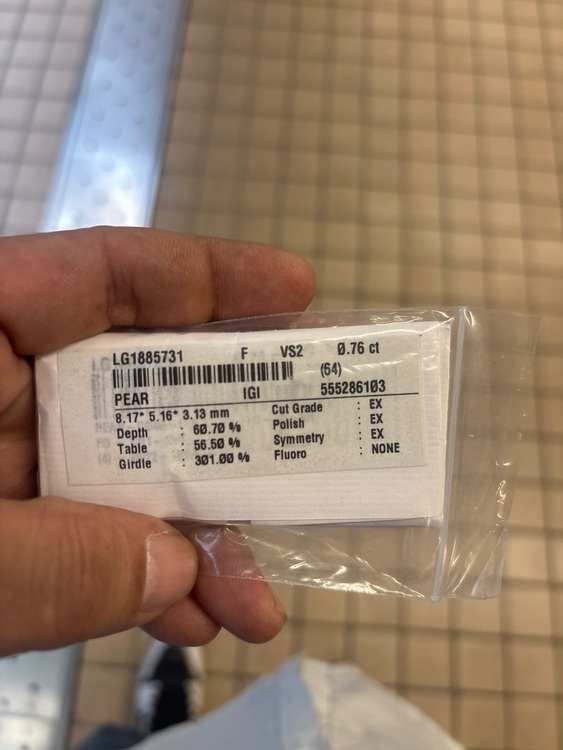 LG1885731 F VS2 0.76 ct
(64)
PEAR IGI 555286103
8.17* 5.16* 3.13 mm Cut Grade : EX
Depth : 60.70 % Polish : EX
Table : 56.50 % Symmetry : EX
Girdle : 301.00 % Fluoro : NONE